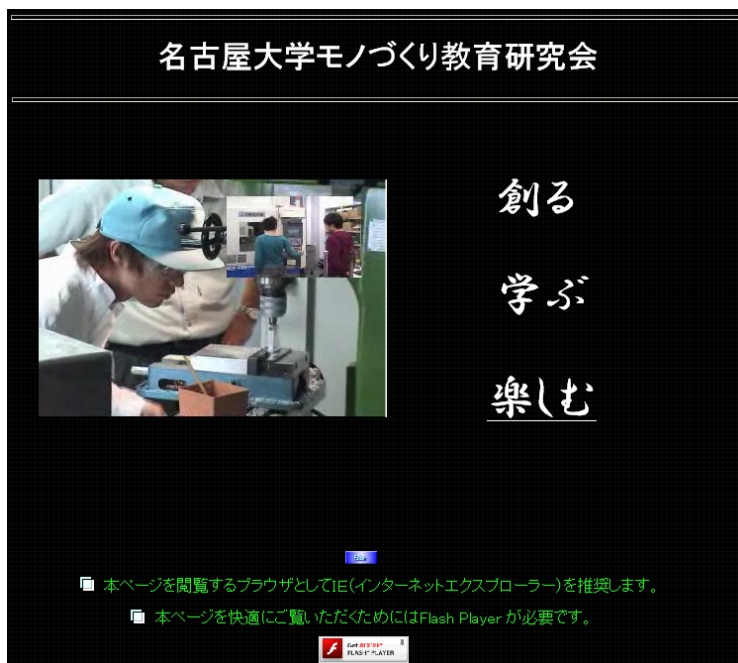 名古屋大学モノづくり教育研究会
創る
学ぶ
楽しむ
本ページを閲覧するブラウザとしてIE(インターネットエクスプローラー)を推奨します。
本ページを快適にご覧いただくためにはFlash Player が必要です。
Get ADOBE®
FLASH® PLAYER